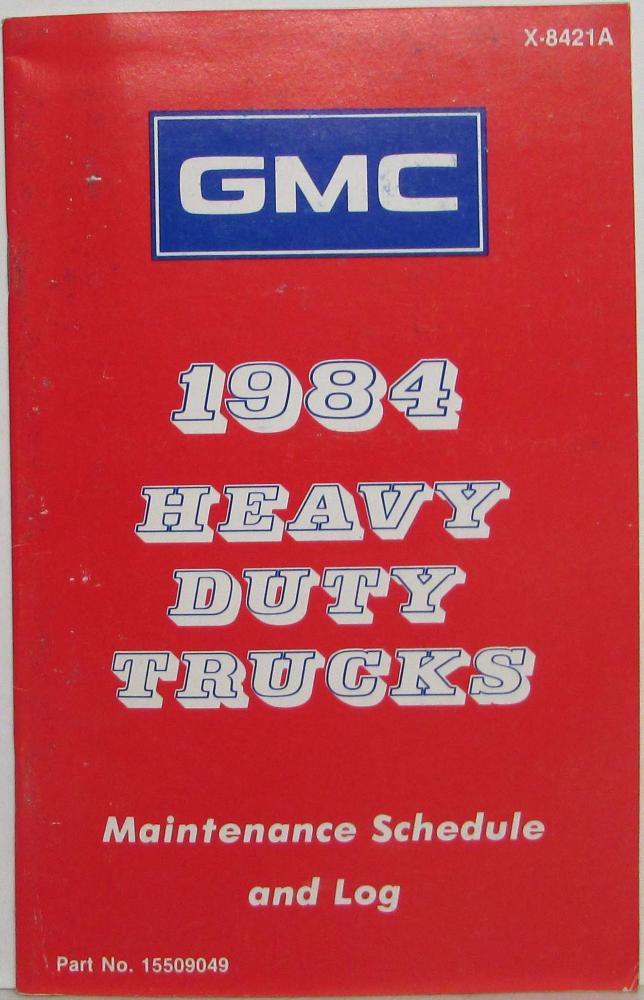 X-8421A
GMC
1984
HEAVY
DUTY
TRUCKS
Maintenance Schedule
and Log
Part No. 15509049